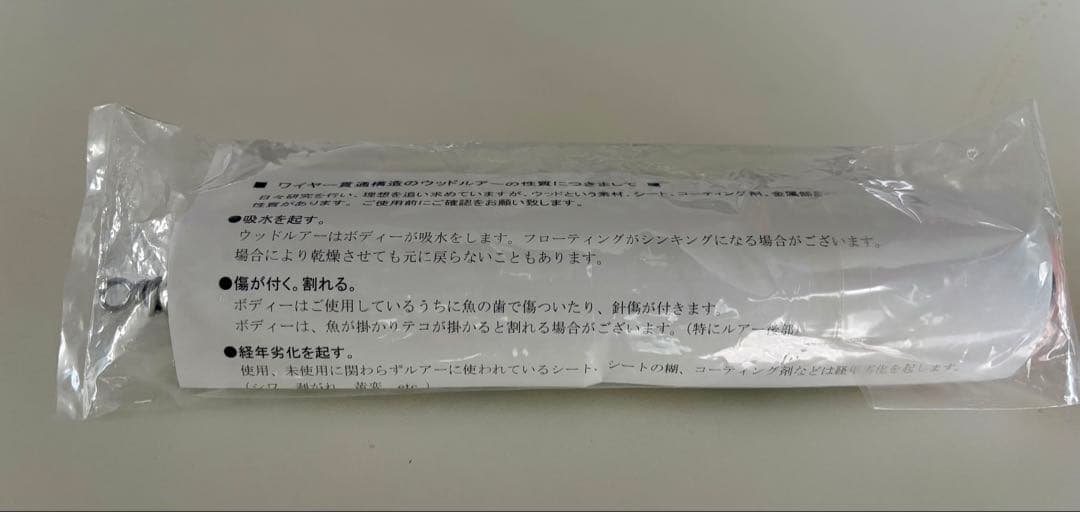 ■ ワイヤー貫通構造のウッドルアーの性質につきまして ■
日々研究を行い、理想を追い求めていますが、ウッドという素材、シート、コーティング剤、金属部
性質があります。 ご使用前にご確認をお願い致します。
●吸水を起す。
ウッドルアーはボディーが吸水をします。フローティングがシンキングになる場合がございます。
場合により乾燥させても元に戻らないこともあります。
●傷が付く。割れる。
ボディーはご使用しているうちに魚の歯で傷ついたり、針傷が付きます。
ボディーは、魚が掛かりテコが掛かると割れる場合がございます。(特にルアー後部)
●経年劣化を起す。
使用、未使用に関わらずルアーに使われているシート、シートの糊、コーティング剤などは経年劣化を起します。
(シワ、剥がれ、黄変、etc.)